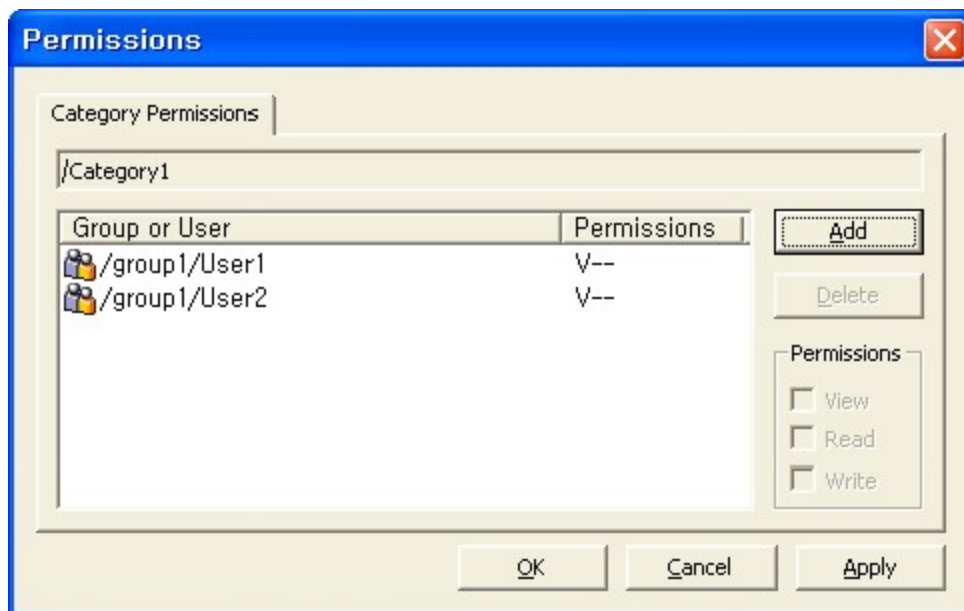 Permissions
Category Permissions
/Category1
Group or User Permissions
/group1/User1 V--
/group1/User2 V--
Add
Delete
Permissions
View
Read
Write
OK Cancel Apply